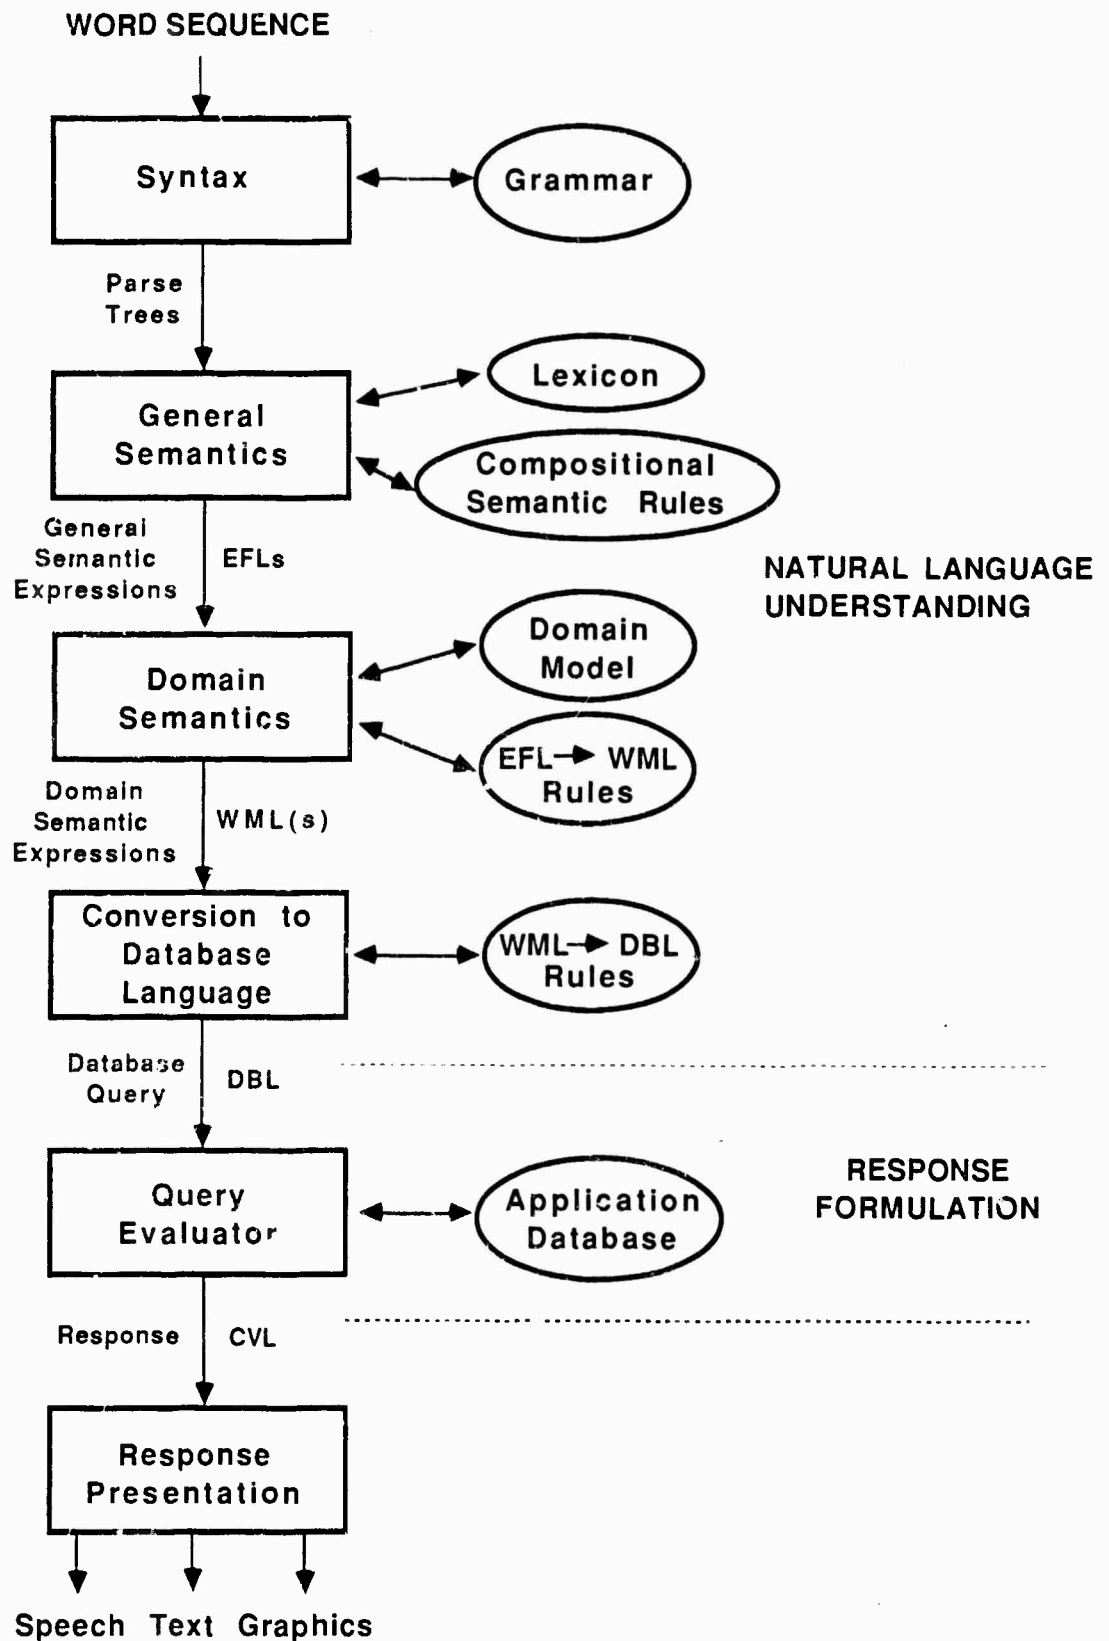 WORD SEQUENCE
Syntax
Grammar
Parse
Trees
Lexicon
General
Semantics
Compositional
Semantic Rules
General
Semantic
Expressions
EFLs
NATURAL LANGUAGE
UNDERSTANDING
Domain
Model
Domain
Semantics
EFL→ WML
Rules
Domain
Semantic
Expressions
WML(s)
Conversion to
Database
Language
WML→ DBL
Rules
Database
Query
DBL
Query
Evaluator
Application
Database
RESPONSE
FORMULATION
Response CVL
Response
Presentation
Speech Text Graphics